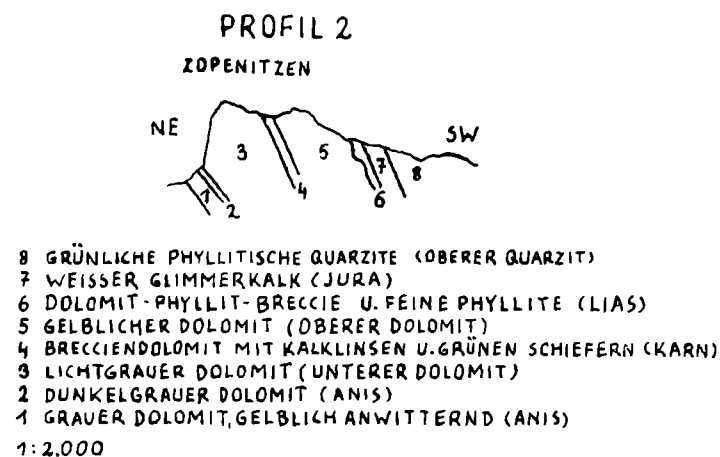 PROFIL 2
ZOPENITZEN
NE
SW
3
5
7
8
1
2
4
6
8 GRÜNLICHE PHYLLITISCHE QUARZITE (OBERER QUARZIT)
7 WEISSER GLIMMERKALK (JURA)
6 DOLOMIT-PHYLLIT-BRECCIE U. FEINE PHYLLITE (LIAS)
5 GELBLICHER DOLOMIT (OBERER DOLOMIT)
4 BRECCIENDOLOMIT MIT KALKLINSEN U. GRÜNEN SCHIEFERN (KARN)
3 LICHTGRAUER DOLOMIT (UNTERER DOLOMIT)
2 DUNKELGRAUER DOLOMIT (ANIS)
1 GRAUER DOLOMIT, GELBLICH ANWITTERND (ANIS)
1:2,000